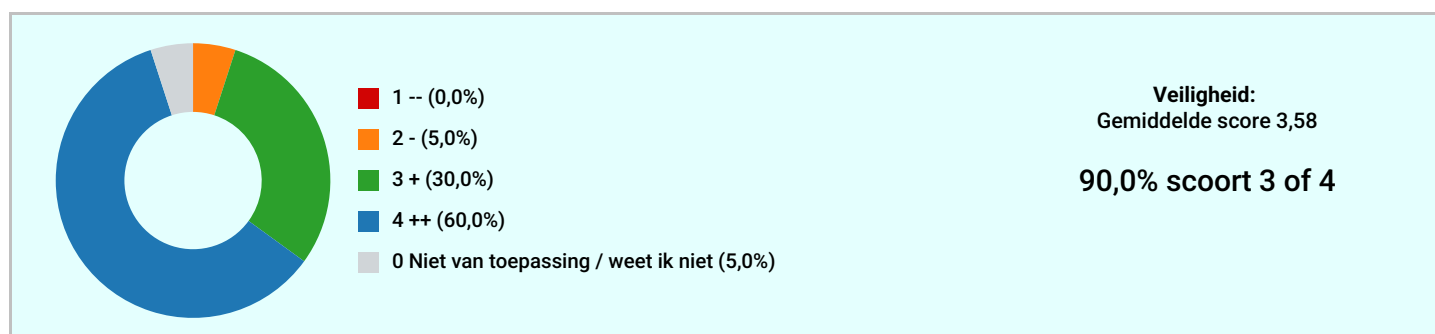 1 -- (0,0%)
2 - (5,0%)
3 + (30,0%)
4 ++ (60,0%)
0 Niet van toepassing / weet ik niet (5,0%)
Veiligheid:
Gemiddelde score 3,58
90,0% scoort 3 of 4